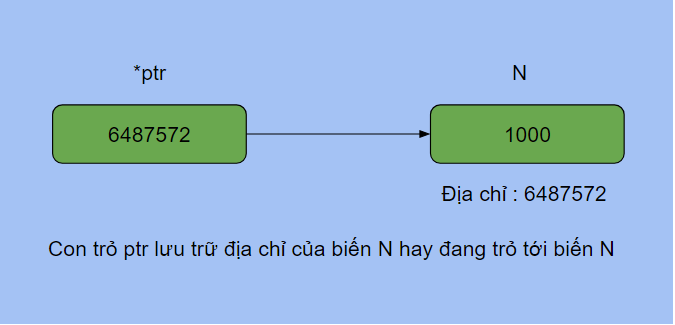 *ptr N
6487572 1000
Địa chỉ : 6487572
Con trỏ ptr lưu trữ địa chỉ của biến N hay đang trỏ tới biến N